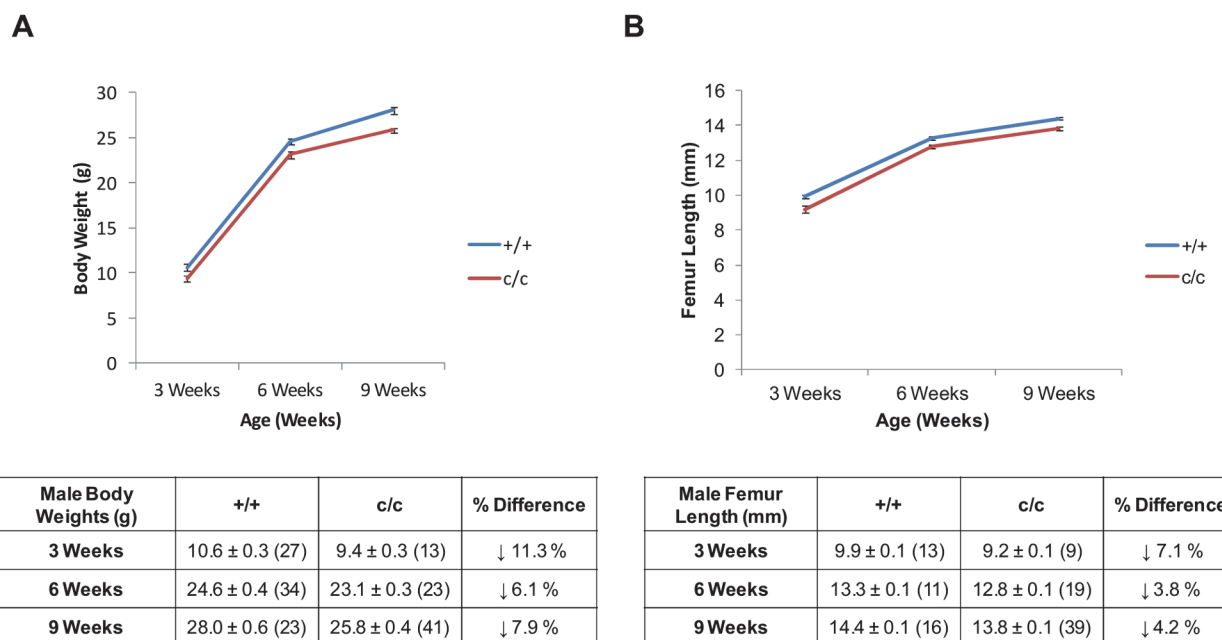 A
B
30
25
20
15
10
5
0
Body Weight (g)
3 Weeks 6 Weeks 9 Weeks
Age (Weeks)
+/+
c/c
16
14
12
10
8
6
4
2
0
Femur Length (mm)
3 Weeks 6 Weeks 9 Weeks
Age (Weeks)
+/+
c/c
Male Body Weights (g) +/+ c/c % Difference
3 Weeks 10.6 ± 0.3 (27) 9.4 ± 0.3 (13) ↓ 11.3 %
6 Weeks 24.6 ± 0.4 (34) 23.1 ± 0.3 (23) ↓ 6.1 %
9 Weeks 28.0 ± 0.6 (23) 25.8 ± 0.4 (41) ↓ 7.9 %
Male Femur Length (mm) +/+ c/c % Difference
3 Weeks 9.9 ± 0.1 (13) 9.2 ± 0.1 (9) ↓ 7.1 %
6 Weeks 13.3 ± 0.1 (11) 12.8 ± 0.1 (19) ↓ 3.8 %
9 Weeks 14.4 ± 0.1 (16) 13.8 ± 0.1 (39) ↓ 4.2 %